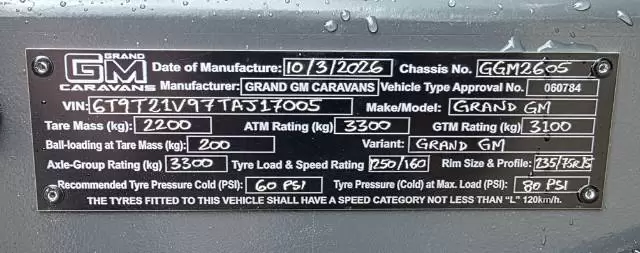 GRAND GM CARAVANS Date of Manufacture: 10/3/2026 Chassis No. GGM2605
Manufacturer: GRAND GM CARAVANS Vehicle Type Approval No. 060784
VIN: 6T9T21V97TAJ17005 Make/Model: GRAND GM
Tare Mass (kg): 2200 ATM Rating (kg): 3300 GTM Rating (kg): 3100
Ball-loading at Tare Mass (kg): 200 Variant: GRAND GM
Axle-Group Rating (kg) 3300 Tyre Load & Speed Rating 1250/160 Rim Size & Profile: 235/75R15
Recommended Tyre Pressure Cold (PSI): 60 PSI Tyre Pressure (Cold) at Max. Load (PSI): 80 PSI
THE TYRES FITTED TO THIS VEHICLE SHALL HAVE A SPEED CATEGORY NOT LESS THAN "L" 120km/h.